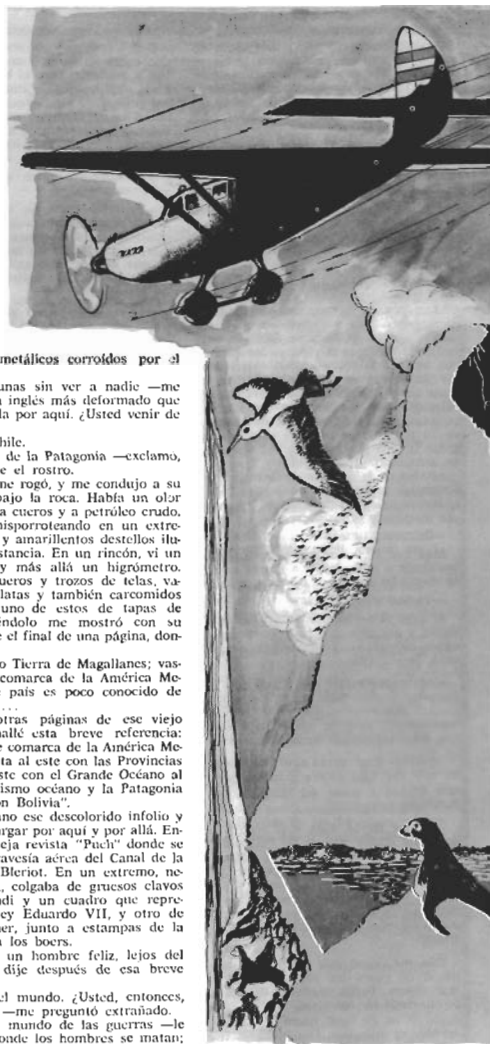 metálicos corroídos por el
unas sin ver a nadie —me
inglés más deformado que
la por aquí. ¿Usted venir de
hile.
de la Patagonia —exclamo,
e el rostro.
me rogó, y me condujo a su
bajo la roca. Había un olor
a cueros y a petróleo crudo.
hisporroteando en un extre-
y amarillentos destellos ilu-
stancia. En un rincón, vi un
y más allá un higrómetro.
ueros y trozos de telas, va-
latas y también carcomidos
uno de estos de tapas de
éndolo me mostró con su
e el final de una página, don-
o Tierra de Magallanes; vas-
comarca de la América Me-
país es poco conocido de
...
otras páginas de ese viejo
hallé esta breve referencia:
e comarca de la América Me-
ta al este con las Provincias
ste con el Grande Océano al
ismo océano y la Patagonia
on Bolivia".
ano ese descolorido infolio y
rgar por aquí y por allá. En-
eja revista "Puch" donde se
avesía aérea del Canal de la
Bleriot. En un extremo, ne-
, colgaba de gruesos clavos
ndi y un cuadro que repre-
ey Eduardo VII, y otro de
er, junto a estampas de la
a los boers.
un hombre feliz, lejos del
dije después de esa breve
el mundo. ¿Usted, entonces,
—me preguntó extrañado.
mundo de las guerras —le
onde los hombres se matan;